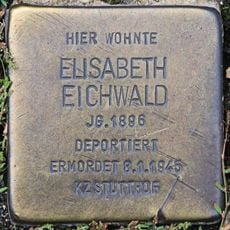 HIER WOHNTE
ELISABETH
EICHWALD
JG. 1896
DEPORTIERT
ERMORDET 8.1.1945
KZ STUTTHOF